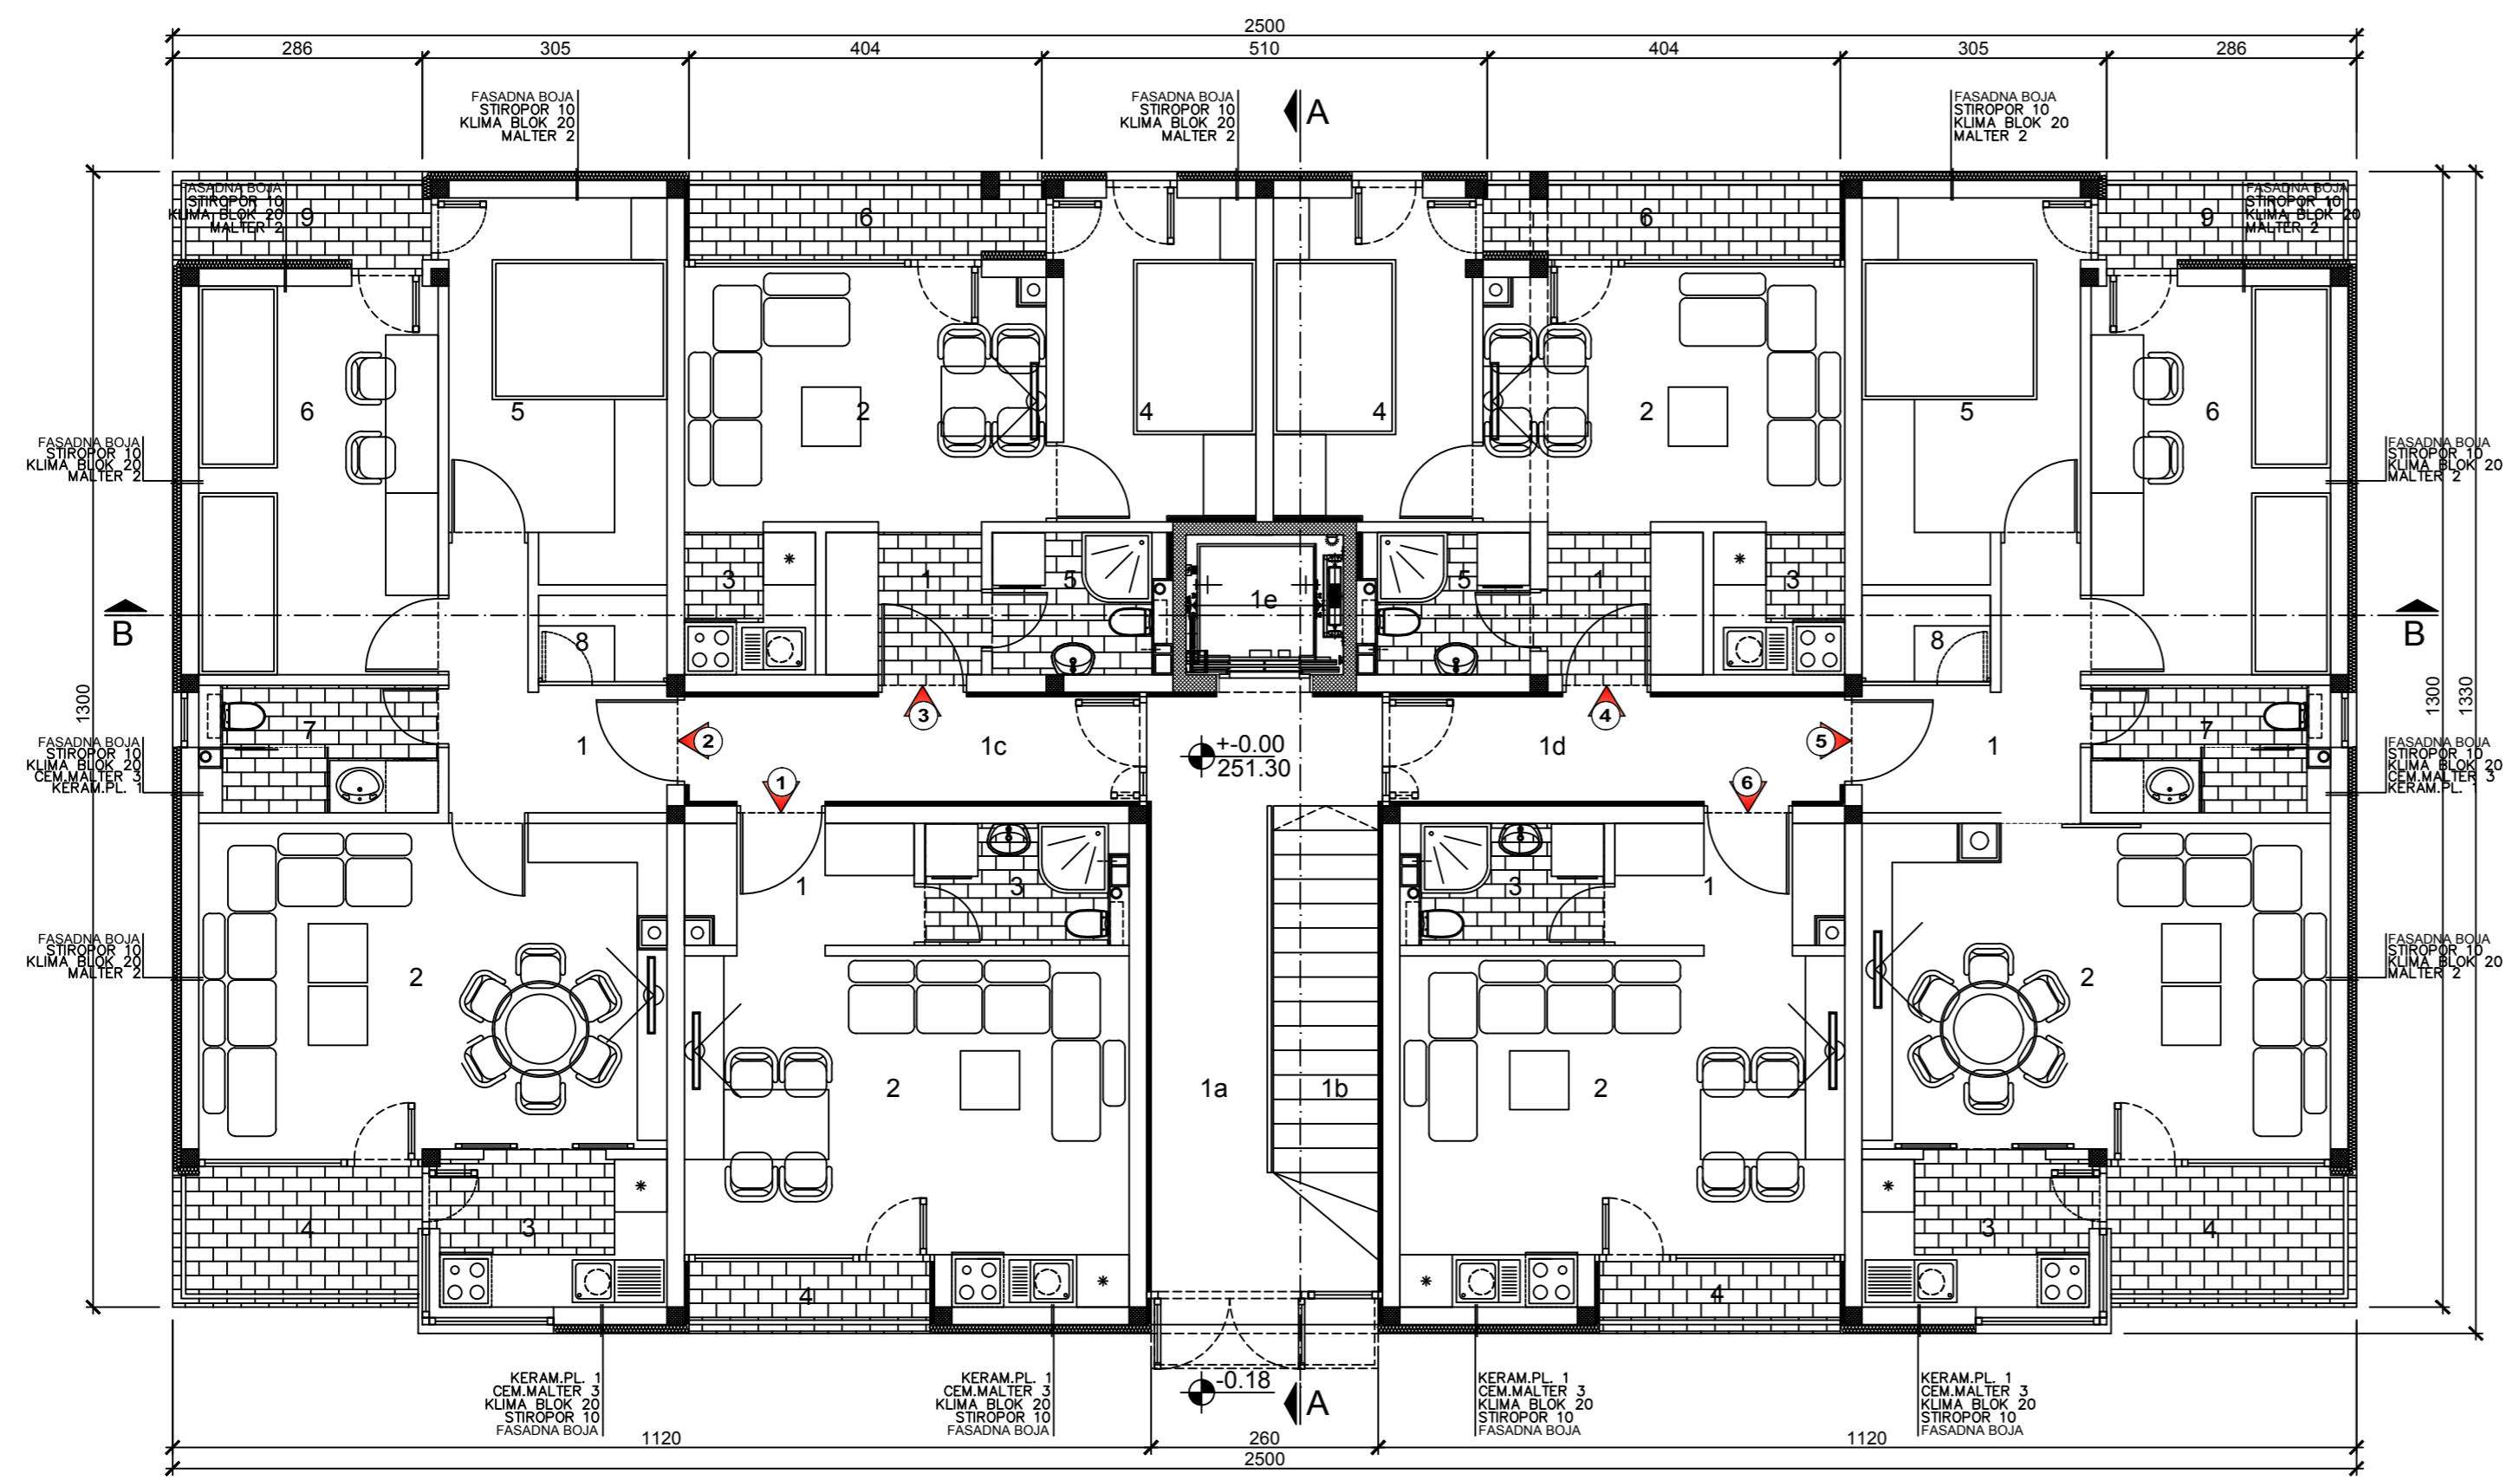 2500
286
305
404
510
404
305
286
FASADNA BOJA
STIROPOR 10
KLIMA BLOK 20
MALTER 2
FASADNA BOJA
STIROPOR 10
KLIMA BLOK 20
MALTER 2
A
FASADNA BOJA
STIROPOR 10
KLIMA BLOK 20
MALTER 2
FASADNA BOJA
STIROPOR 10
KLIMA BLOK 20
MALTER 2
9
6
6
9
FASADNA BOJA
STIROPOR 10
KLIMA BLOK 20
MALTER 2
6
5
2
4
4
2
5
6
FASADNA BOJA
STIROPOR 10
KLIMA BLOK 20
MALTER 2
FASADNA BOJA
STIROPOR 10
KLIMA BLOK 20
MALTER 2
3
1
5
1e
5
1
3
B
8
8
B
1300
1300
1330
7
1
2
3
1c
+-0.00
251.30
1d
4
5
1
7
FASADNA BOJA
STIROPOR 10
KLIMA BLOK 20
CEM.MALTER 3
KERAM.PL. 1
1
6
FASADNA BOJA
STIROPOR 10
KLIMA BLOK 20
CEM.MALTER 3
KERAM.PL. 1
1
3
3
1
FASADNA BOJA
STIROPOR 10
KLIMA BLOK 20
MALTER 2
2
2
FASADNA BOJA
STIROPOR 10
KLIMA BLOK 20
MALTER 2
2
1a
1b
2
4
3
4
4
3
4
KERAM.PL. 1
CEM.MALTER 3
KLIMA BLOK 20
STIROPOR 10
FASADNA BOJA
KERAM.PL. 1
CEM.MALTER 3
KLIMA BLOK 20
STIROPOR 10
FASADNA BOJA
-0.18
A
KERAM.PL. 1
CEM.MALTER 3
KLIMA BLOK 20
STIROPOR 10
FASADNA BOJA
KERAM.PL. 1
CEM.MALTER 3
KLIMA BLOK 20
STIROPOR 10
FASADNA BOJA
1120
260
1120
2500